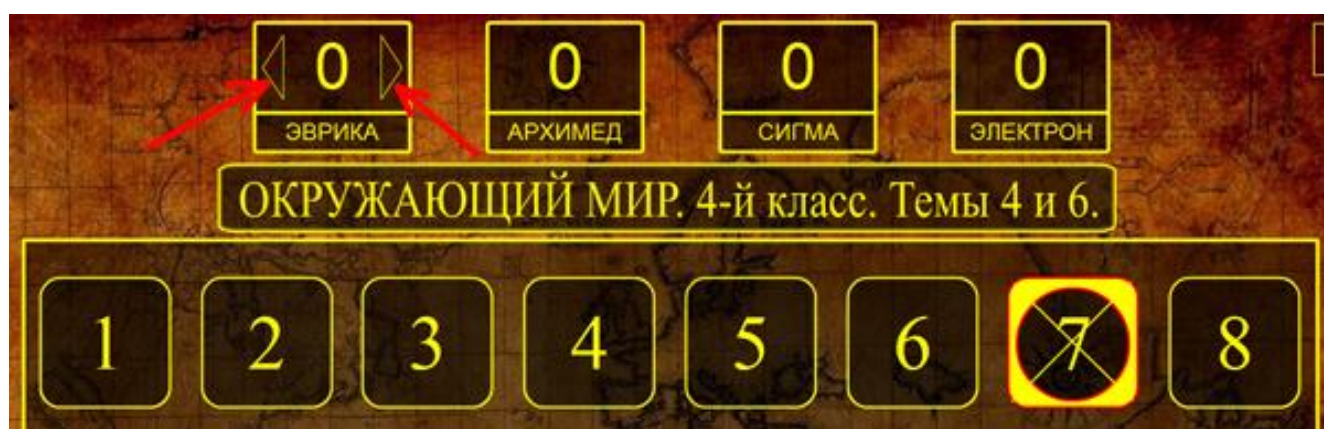 0 0 0 0
ЭВРИКА АРХИМЕД СИГМА ЭЛЕКТРОН
ОКРУЖАЮЩИЙ МИР. 4-й класс. Темы 4 и 6.
1 2 3 4 5 6 7 8